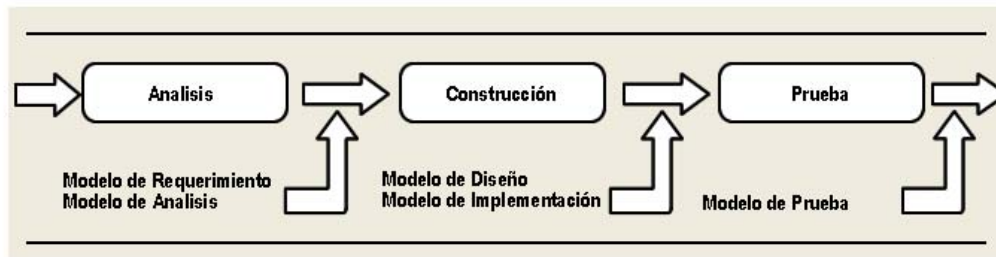 Analisis
Construcción
Prueba
Modelo de Requerimiento
Modelo de Analisis
Modelo de Diseño
Modelo de Implementación
Modelo de Prueba